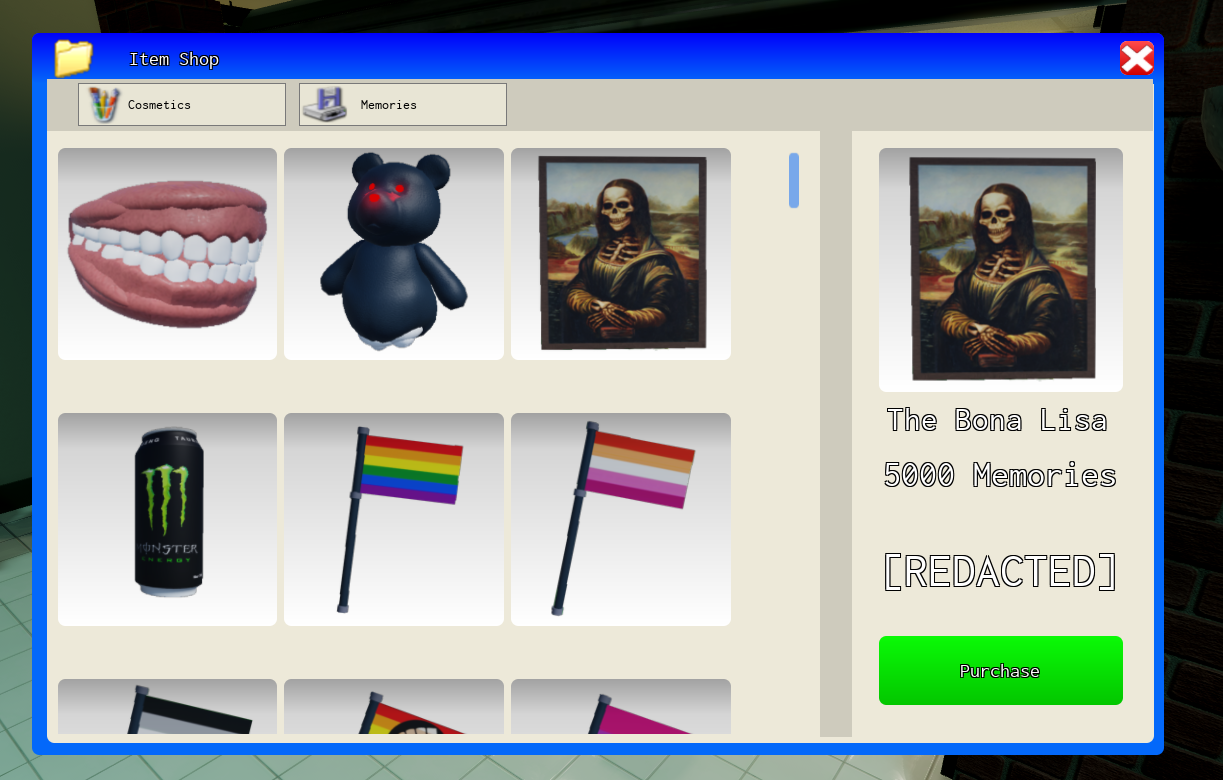 Item Shop
Cosmetics
Memories
MONSTER
ENERGY
The Bona Lisa
5000 Memories
[REDACTED]
Purchase